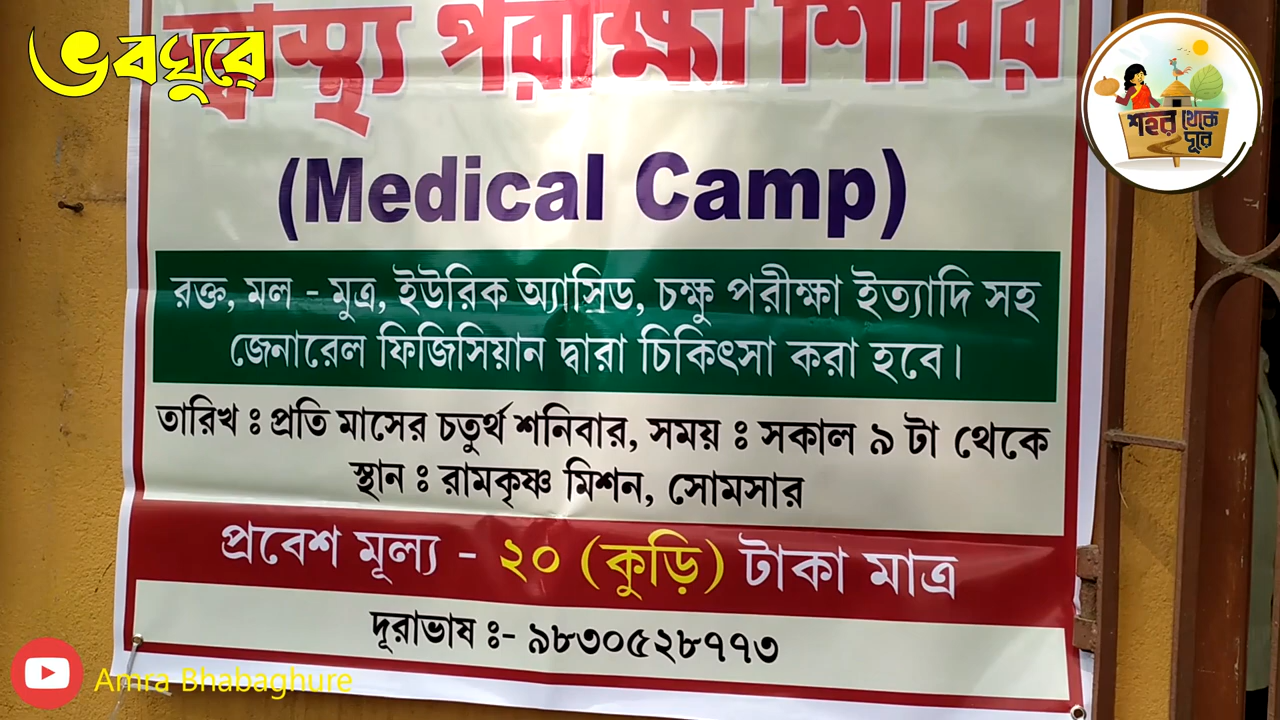 ভবঘুরে
স্বাস্থ্য পরীক্ষা শিবির
শহর থেকে
দূরে
(Medical Camp)
রক্ত, মল - মুত্র, ইউরিক অ্যাসিড, চক্ষু পরীক্ষা ইত্যাদি সহ
জেনারেল ফিজিসিয়ান দ্বারা চিকিৎসা করা হবে।
তারিখ ঃ প্রতি মাসের চতুর্থ শনিবার, সময় ঃ সকাল ৯ টা থেকে
স্থান ঃ রামকৃষ্ণ মিশন, সোমসার
প্রবেশ মূল্য - ২০ (কুড়ি) টাকা মাত্র
দূরাভাষ ঃ- ৯৮৩০৫২৮৭৭৩
Amra Bhabaghure